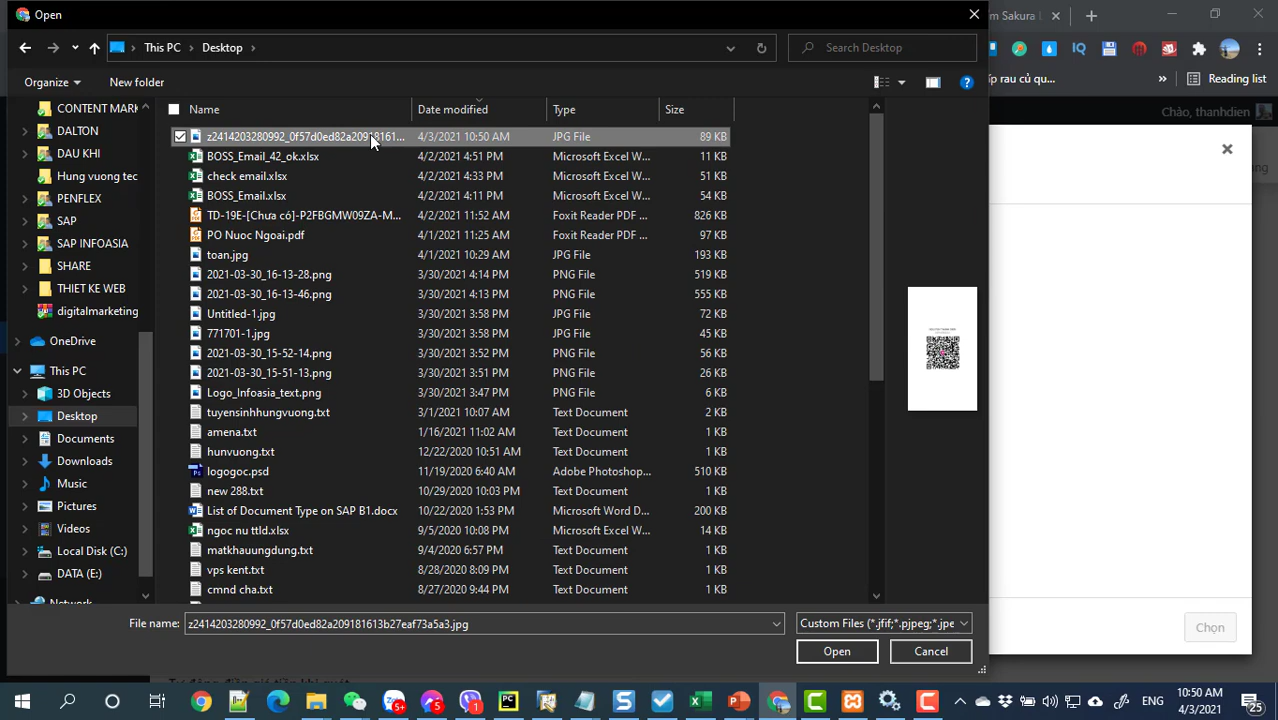 Open
m Sakura
This PC
Desktop
Search Desktop
IQ
Organize
New folder
ấp rau củ qu...
Reading list
Name
Date modified
Type
Size
Chào, thanhdien
CONTENT MARK
DALTON
DAU KHI
Hung vuong tec
PENFLEX
SAP
SAP INFOASIA
SHARE
THIET KE WEB
digitalmarketing
OneDrive
This PC
3D Objects
Desktop
Documents
Downloads
Music
Pictures
Videos
Local Disk (C:)
DATA (E:)
Network
z2414203280992_0f57d0ed82a20918161... 4/3/2021 10:50 AM JPG File 89 KB
BOSS_Email_42_ok.xlsx 4/2/2021 4:51 PM Microsoft Excel W... 11 KB
check email.xlsx 4/2/2021 4:33 PM Microsoft Excel W... 51 KB
BOSS_Email.xlsx 4/2/2021 4:11 PM Microsoft Excel W... 54 KB
TD-19E-[Chưa có]-P2FBGMW09ZA-M... 4/2/2021 11:52 AM Foxit Reader PDF ... 826 KB
PO Nuoc Ngoai.pdf 4/1/2021 11:25 AM Foxit Reader PDF ... 97 KB
toan.jpg 4/1/2021 10:29 AM JPG File 193 KB
2021-03-30_16-13-28.png 3/30/2021 4:14 PM PNG File 519 KB
2021-03-30_16-13-46.png 3/30/2021 4:13 PM PNG File 555 KB
Untitled-1.jpg 3/30/2021 3:58 PM JPG File 72 KB
771701-1.jpg 3/30/2021 3:58 PM JPG File 45 KB
2021-03-30_15-52-14.png 3/30/2021 3:52 PM PNG File 56 KB
2021-03-30_15-51-13.png 3/30/2021 3:51 PM PNG File 26 KB
Logo_Infoasia_text.png 3/30/2021 3:47 PM PNG File 6 KB
tuyensinhhungvuong.txt 3/1/2021 10:07 AM Text Document 2 KB
amena.txt 1/16/2021 11:02 AM Text Document 1 KB
hunvuong.txt 12/22/2020 10:51 AM Text Document 1 KB
logogoc.psd 11/19/2020 6:40 AM Adobe Photoshop... 510 KB
new 288.txt 10/29/2020 10:03 PM Text Document 1 KB
List of Document Type on SAP B1.docx 10/22/2020 1:53 PM Microsoft Word D... 200 KB
ngoc nu ttld.xlsx 9/5/2020 10:08 PM Microsoft Excel W... 14 KB
matkhauungdung.txt 9/4/2020 6:57 PM Text Document 1 KB
vps kent.txt 8/28/2020 8:09 PM Text Document 1 KB
cmnd cha.txt 8/27/2020 9:44 PM Text Document 1 KB
File name: z2414203280992_0f57d0ed82a209181613b27eaf73a5a3.jpg
Custom Files (*.jfif;*.pjpeg;*.jpe
Open
Cancel
Chọn
5+
5
1
ENG
10:50 AM
4/3/2021
25